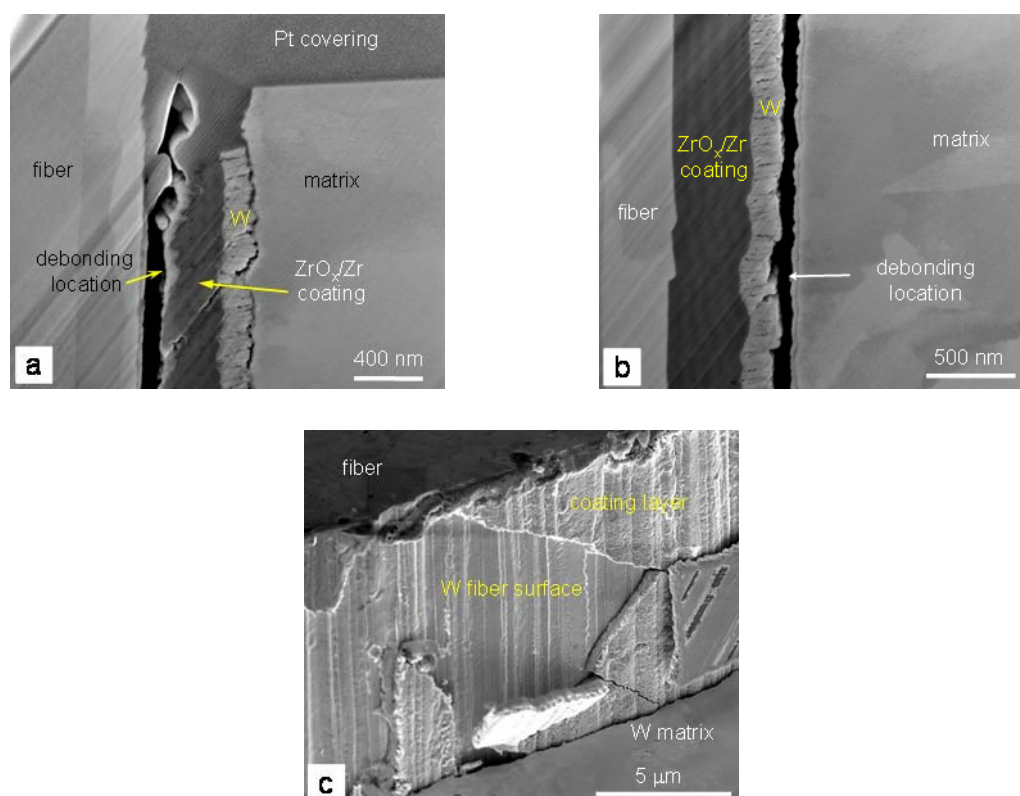 Pt covering
fiber
matrix
W
debonding
location
ZrOₓ/Zr
coating
400 nm
a
W
ZrOₓ/Zr
coating
matrix
fiber
debonding
location
500 nm
b
fiber
coating layer
W fiber surface
W matrix
5 μm
c